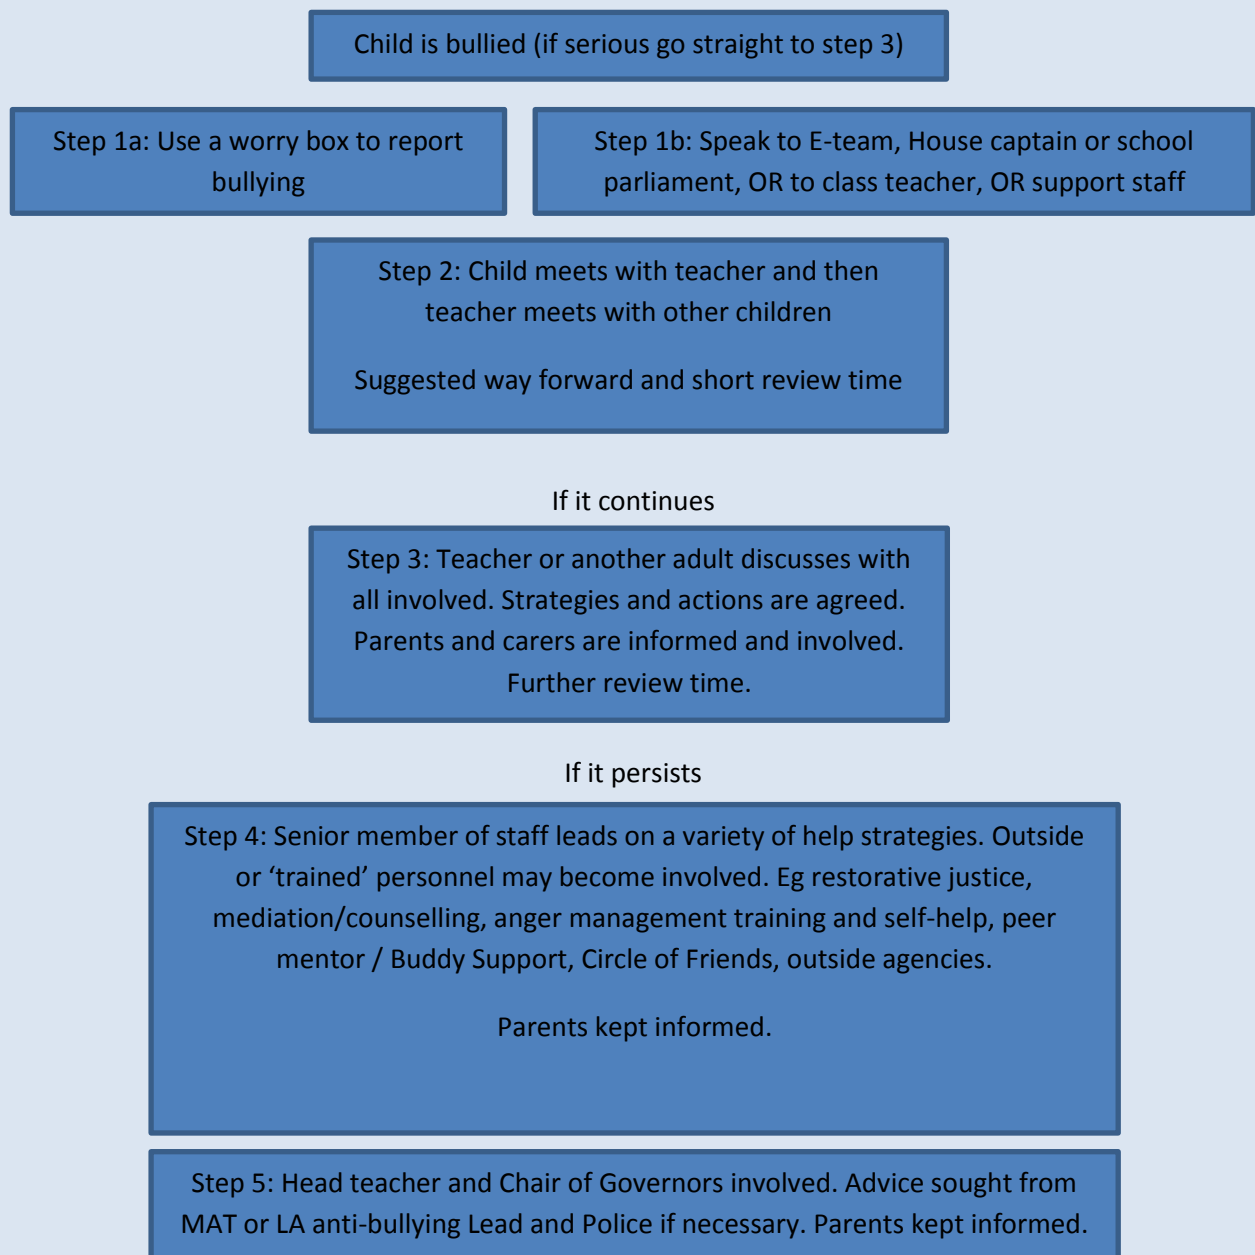 Child is bullied (if serious go straight to step 3)
Step 1a: Use a worry box to report
bullying
Step 1b: Speak to E-team, House captain or school
parliament, OR to class teacher, OR support staff
Step 2: Child meets with teacher and then
teacher meets with other children
Suggested way forward and short review time
If it continues
Step 3: Teacher or another adult discusses with
all involved. Strategies and actions are agreed.
Parents and carers are informed and involved.
Further review time.
If it persists
Step 4: Senior member of staff leads on a variety of help strategies. Outside
or ‘trained’ personnel may become involved. Eg restorative justice,
mediation/counselling, anger management training and self-help, peer
mentor / Buddy Support, Circle of Friends, outside agencies.
Parents kept informed.
Step 5: Head teacher and Chair of Governors involved. Advice sought from
MAT or LA anti-bullying Lead and Police if necessary. Parents kept informed.